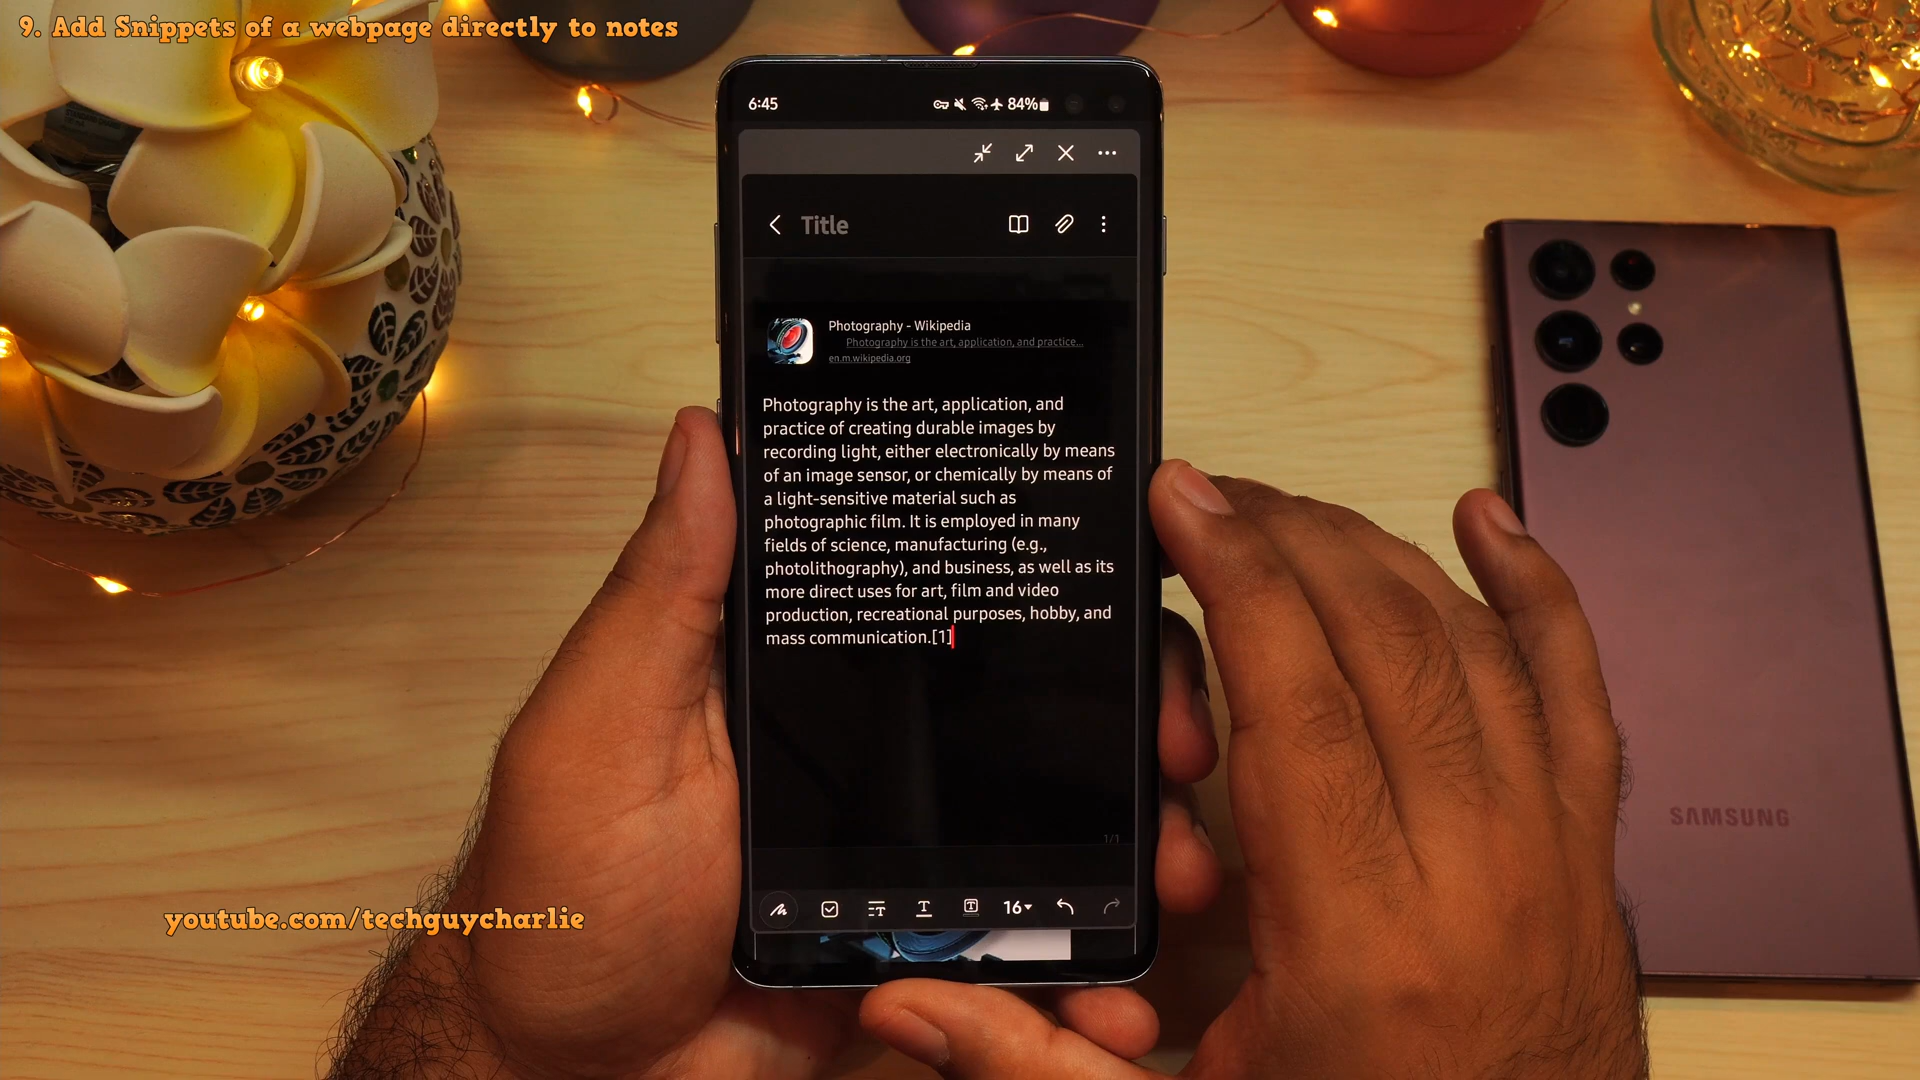 9. Add Snippets of a webpage directly to notes
6:45
84%
Title
Photography - Wikipedia
Photography is the art, application, and practice...
en.m.wikipedia.org
Photography is the art, application, and
practice of creating durable images by
recording light, either electronically by means
of an image sensor, or chemically by means of
a light-sensitive material such as
photographic film. It is employed in many
fields of science, manufacturing (e.g.,
photolithography), and business, as well as its
more direct uses for art, film and video
production, recreational purposes, hobby, and
mass communication.[1]
1/1
16
SAMSUNG
youtube.com/techguycharlie